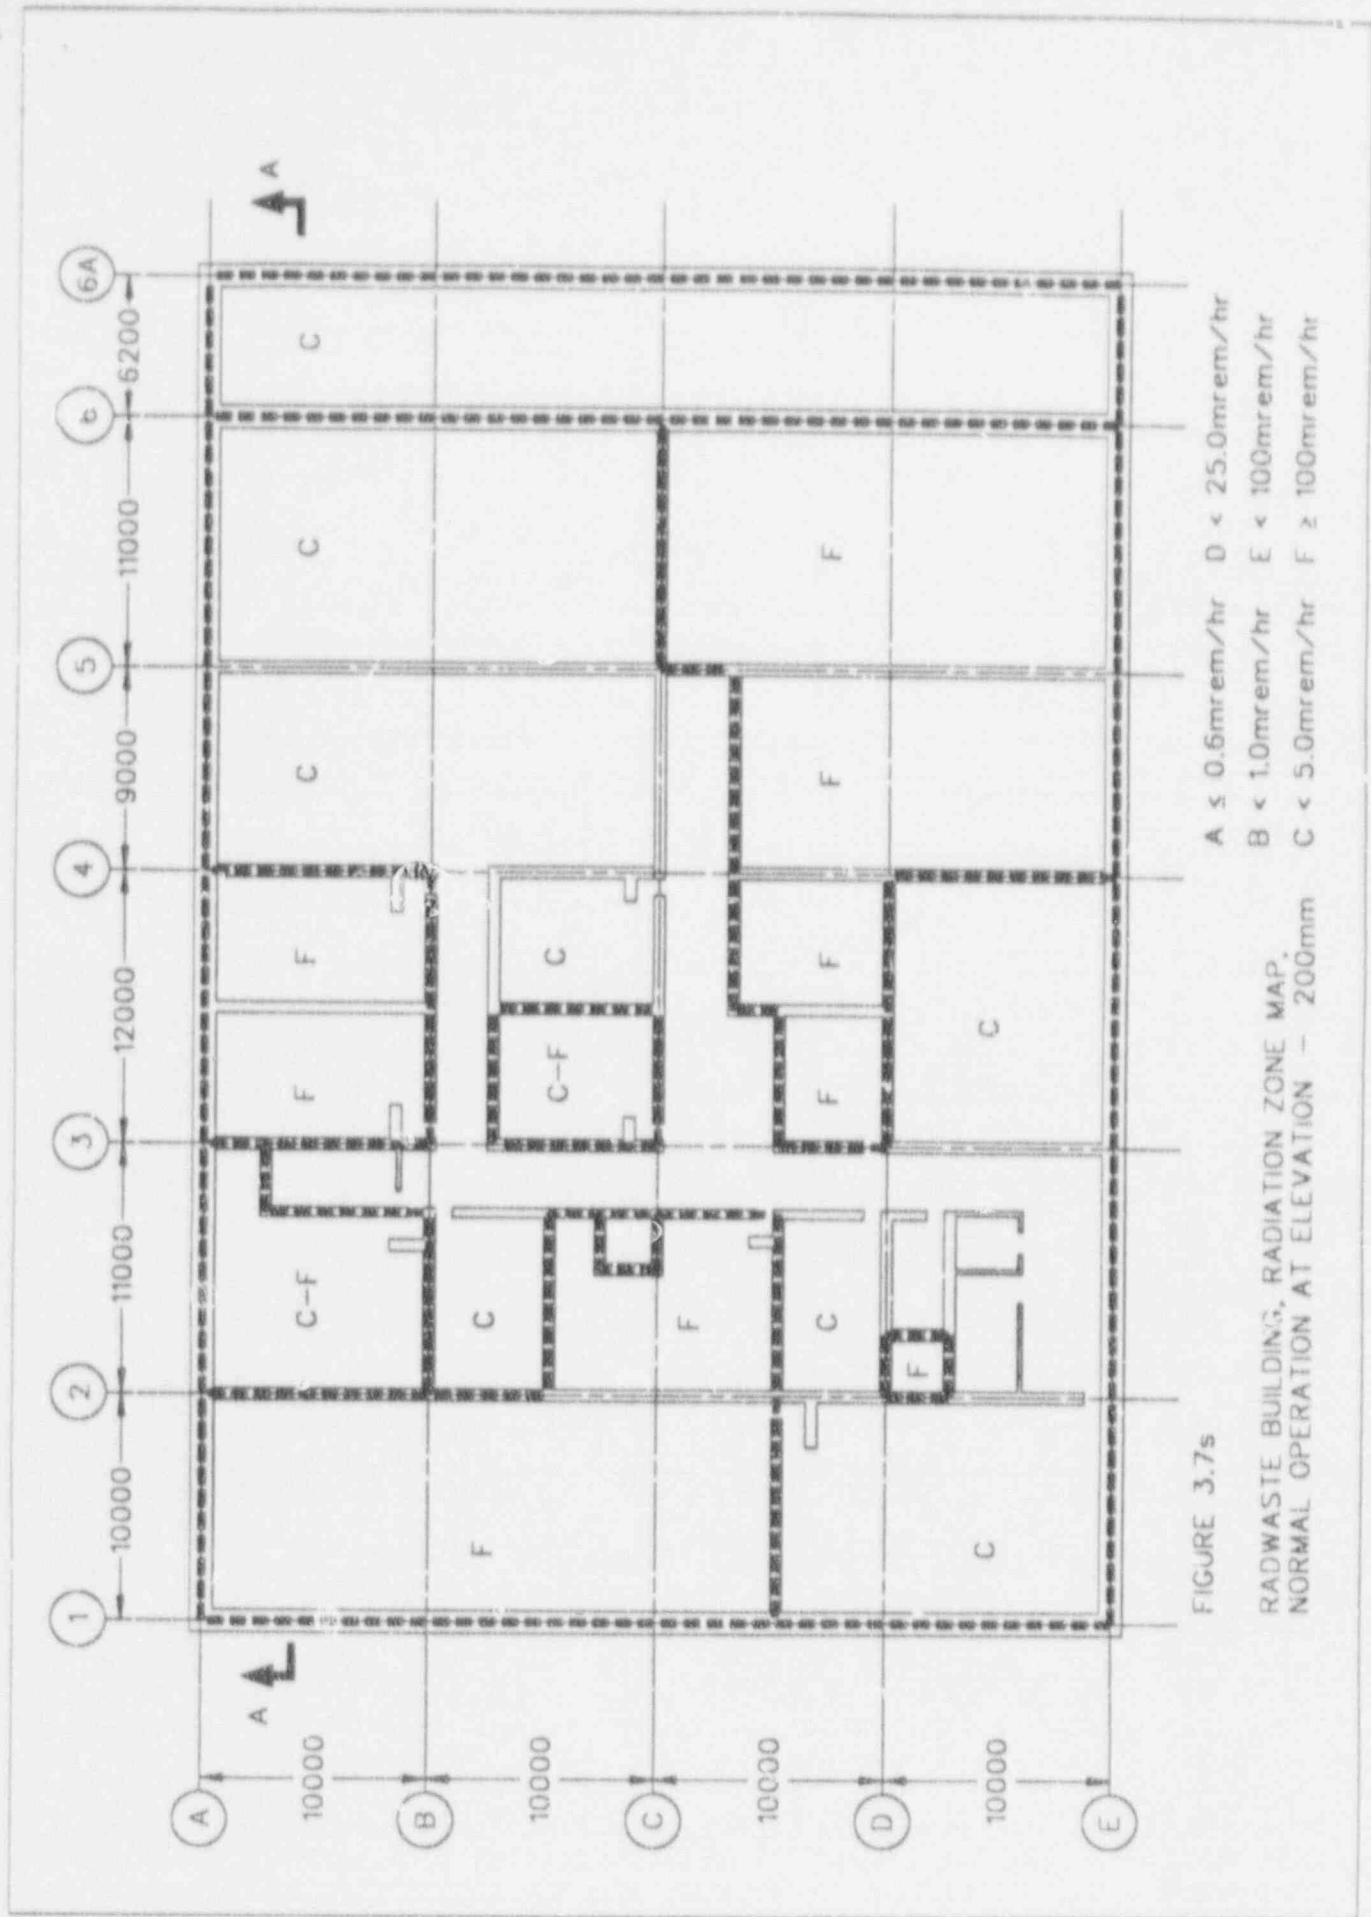 1 2 3 4 5 6 6A
10000 11000 12000 9000 11000 6200
A
A A
10000 C-F F F C C C
B
F C
10000 C-F C
C
F
10000 C F F F F
D
F
10000 C C
E
FIGURE 3.7s
A ≤ 0.6mrem/hr D < 25.0mrem/hr
RADWASTE BUILDING, RADIATION ZONE MAP, B < 1.0mrem/hr E < 100mrem/hr
NORMAL OPERATION AT ELEVATION - 200mm C < 5.0mrem/hr F ≥ 100mrem/hr